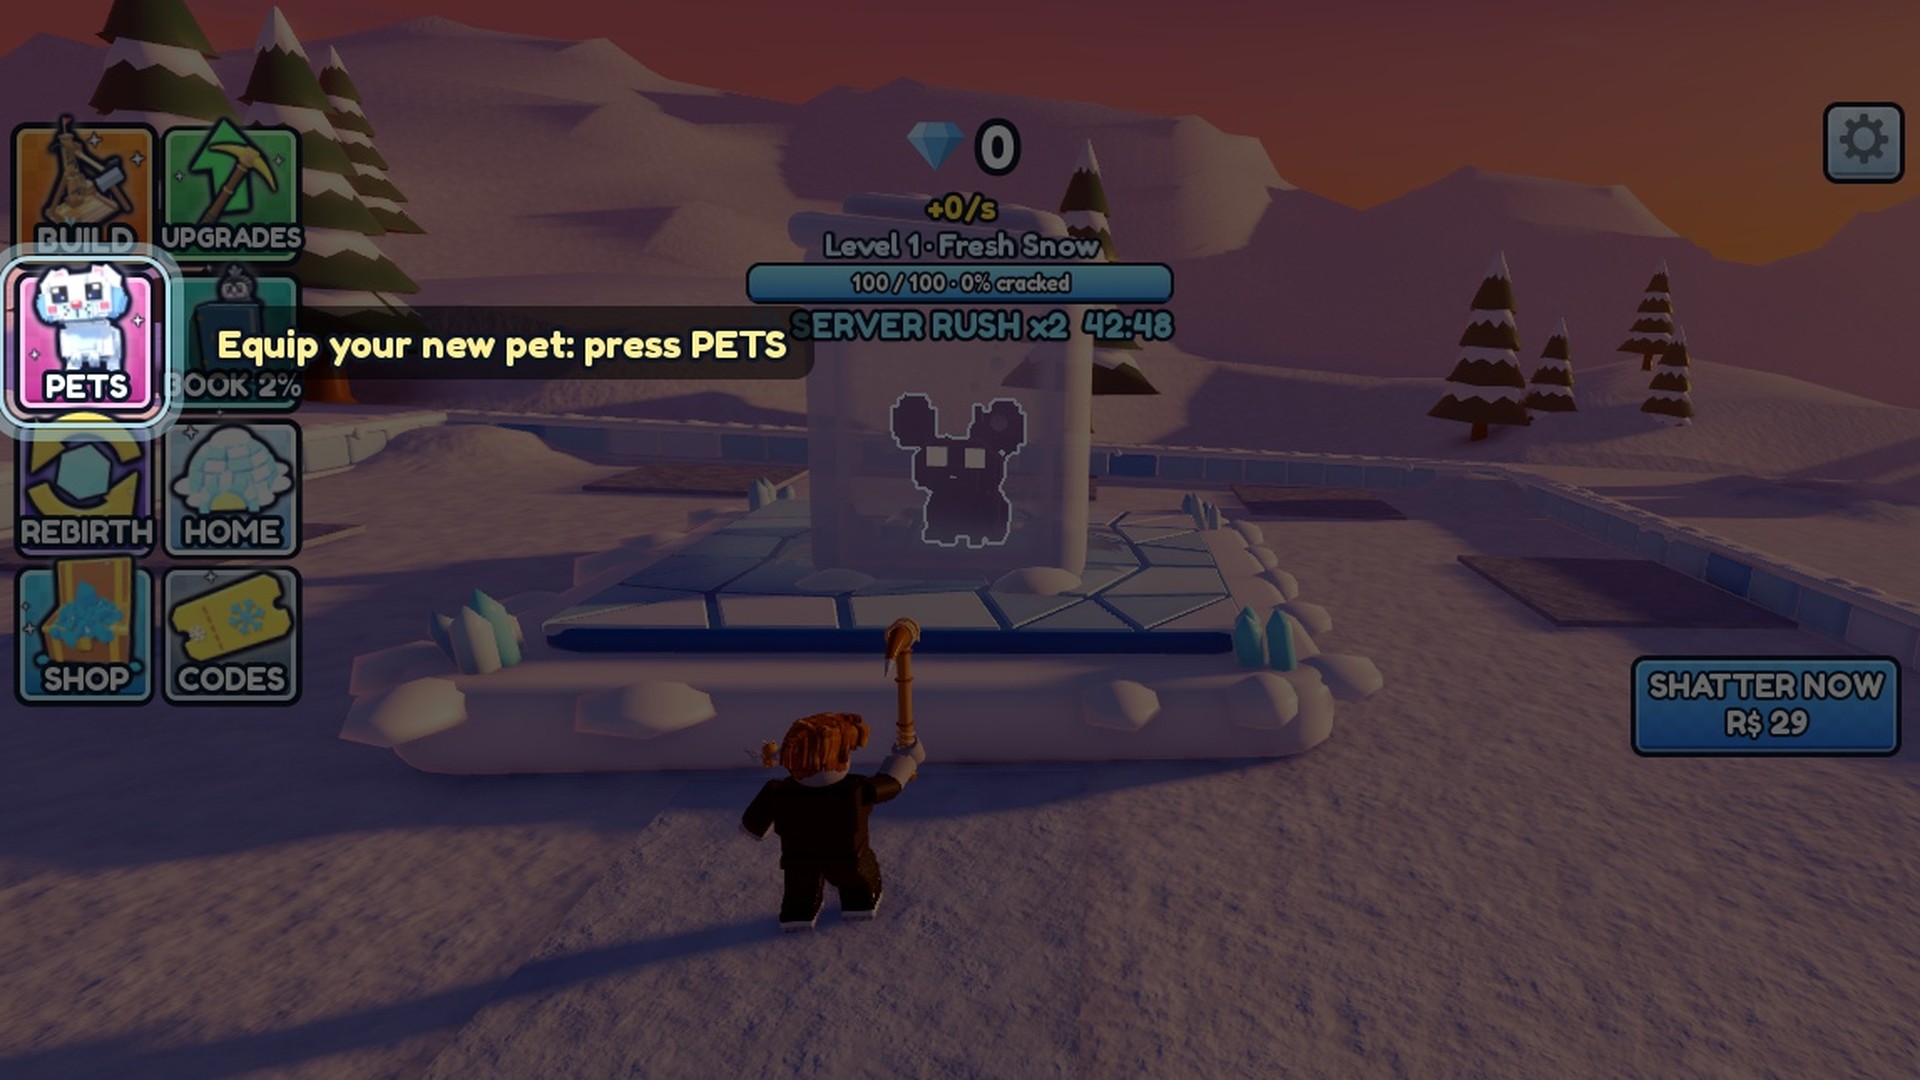 0
+0/s
Level 1 · Fresh Snow
100 / 100 · 0% cracked
SERVER RUSH x2 42:48
BUILD
UPGRADES
PETS
BOOK 2%
Equip your new pet: press PETS
REBIRTH
HOME
SHOP
CODES
SHATTER NOW
R$ 29